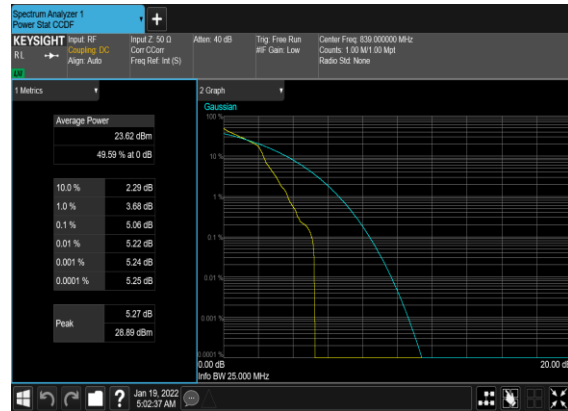 Spectrum Analyzer 1
Power Stat CCDF
KEYSIGHT
RL
Input: RF
Coupling: DC
Align: Auto
Input Z: 50 Ω
Corr CCorr
Freq Ref: Int (S)
Atten: 40 dB
Trig: Free Run
#IF Gain: Low
Center Freq: 839.000000 MHz
Counts: 1.00 M/1.00 Mpt
Radio Std: None
1 Metrics
Average Power
23.62 dBm
49.59 % at 0 dB
10.0 % 2.29 dB
1.0 % 3.68 dB
0.1 % 5.06 dB
0.01 % 5.22 dB
0.001 % 5.24 dB
0.0001 % 5.25 dB
Peak
5.27 dB
28.89 dBm
2 Graph
Gaussian
100 %
10 %
1 %
0.1 %
0.01 %
0.001 %
0.0001 %
0.00 dB 20.00 dB
Info BW 25.000 MHz
?
Jan 19, 2022
5:02:37 AM